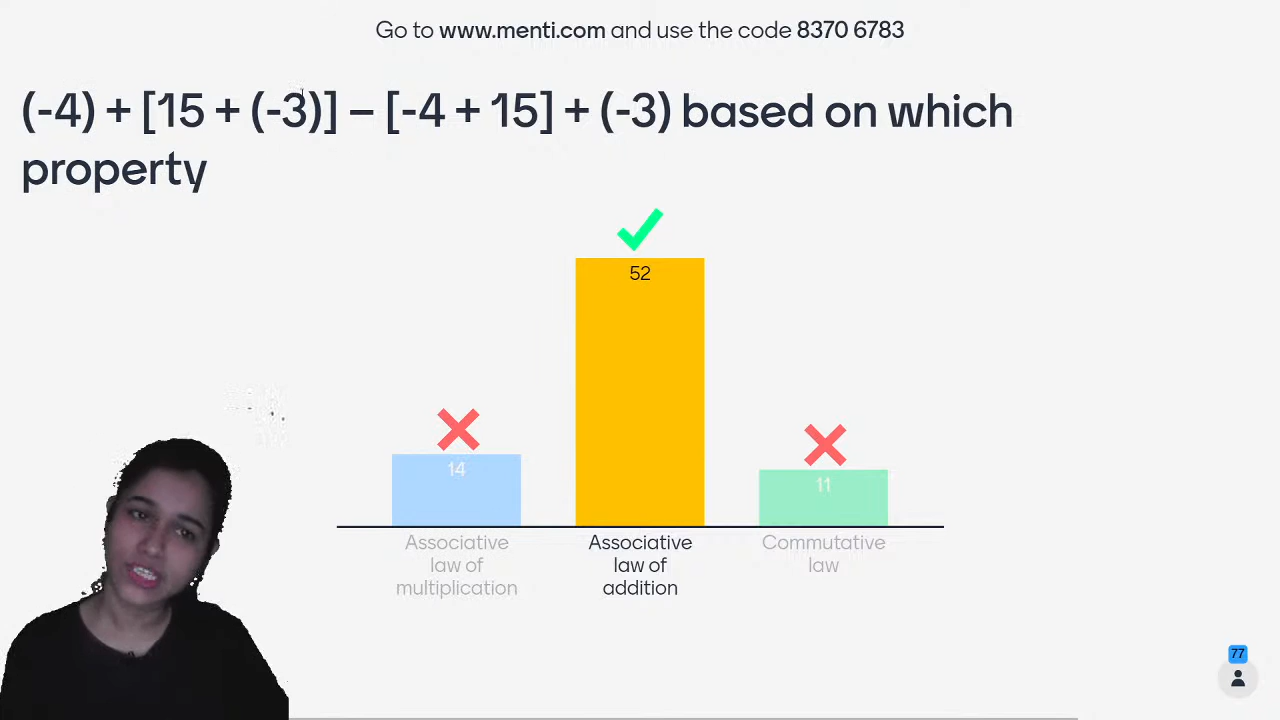 Go to www.menti.com and use the code 8370 6783
(-4) + [15 + (-3)] – [-4 + 15] + (-3) based on which
property
52
14
11
Associative
law of
multiplication
Associative
law of
addition
Commutative
law
77